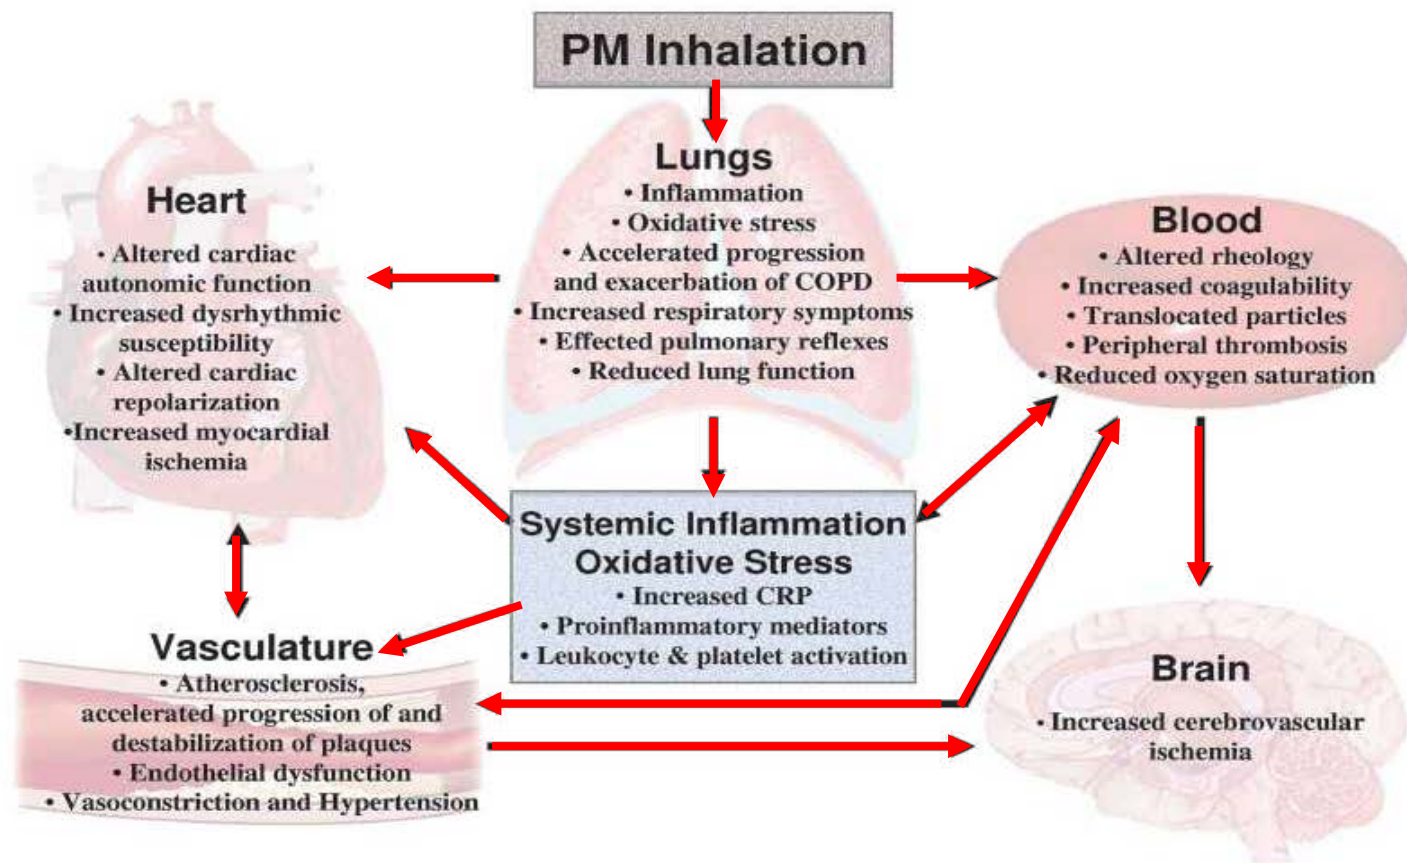 PM Inhalation
Lungs
• Inflammation
• Oxidative stress
• Accelerated progression
and exacerbation of COPD
• Increased respiratory symptoms
• Effected pulmonary reflexes
• Reduced lung function
Heart
• Altered cardiac
autonomic function
• Increased dysrhythmic
susceptibility
• Altered cardiac
repolarization
•Increased myocardial
ischemia
Blood
• Altered rheology
• Increased coagulability
• Translocated particles
• Peripheral thrombosis
• Reduced oxygen saturation
Systemic Inflammation
Oxidative Stress
• Increased CRP
• Proinflammatory mediators
• Leukocyte & platelet activation
Vasculature
• Atherosclerosis,
accelerated progression of and
destabilization of plaques
• Endothelial dysfunction
• Vasoconstriction and Hypertension
Brain
• Increased cerebrovascular
ischemia